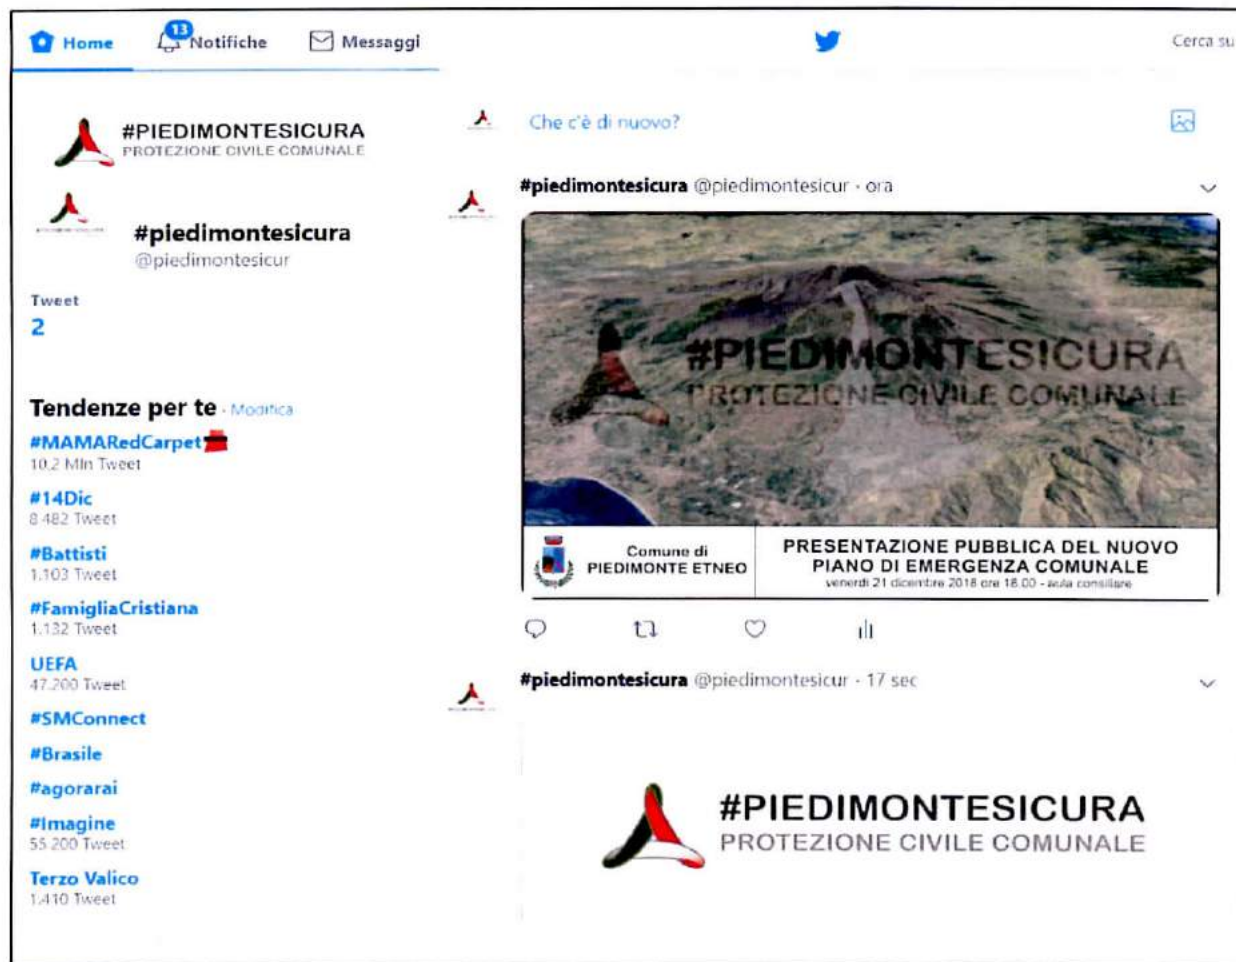 Home
13
Notifiche
Messaggi
Cerca su
#PIEDIMONTESICURA
PROTEZIONE CIVILE COMUNALE
#piedimontesicura
@piedimontesicur
Tweet
2
Tendenze per te · Modifica
#MAMARedCarpet
10.2 Mln Tweet
#14Dic
8.482 Tweet
#Battisti
1.103 Tweet
#FamigliaCristiana
1.132 Tweet
UEFA
47.200 Tweet
#SMConnect
#Brasile
#agorarai
#Imagine
55.200 Tweet
Terzo Valico
1.410 Tweet
Che c'è di nuovo?
#piedimontesicura @piedimontesicur · ora
#PIEDIMONTESICURA
PROTEZIONE CIVILE COMUNALE
Comune di
PIEDIMONTE ETNEO
PRESENTAZIONE PUBBLICA DEL NUOVO
PIANO DI EMERGENZA COMUNALE
venerdì 21 dicembre 2018 ore 18.00 - aula consiliare
#piedimontesicura @piedimontesicur · 17 sec
#PIEDIMONTESICURA
PROTEZIONE CIVILE COMUNALE